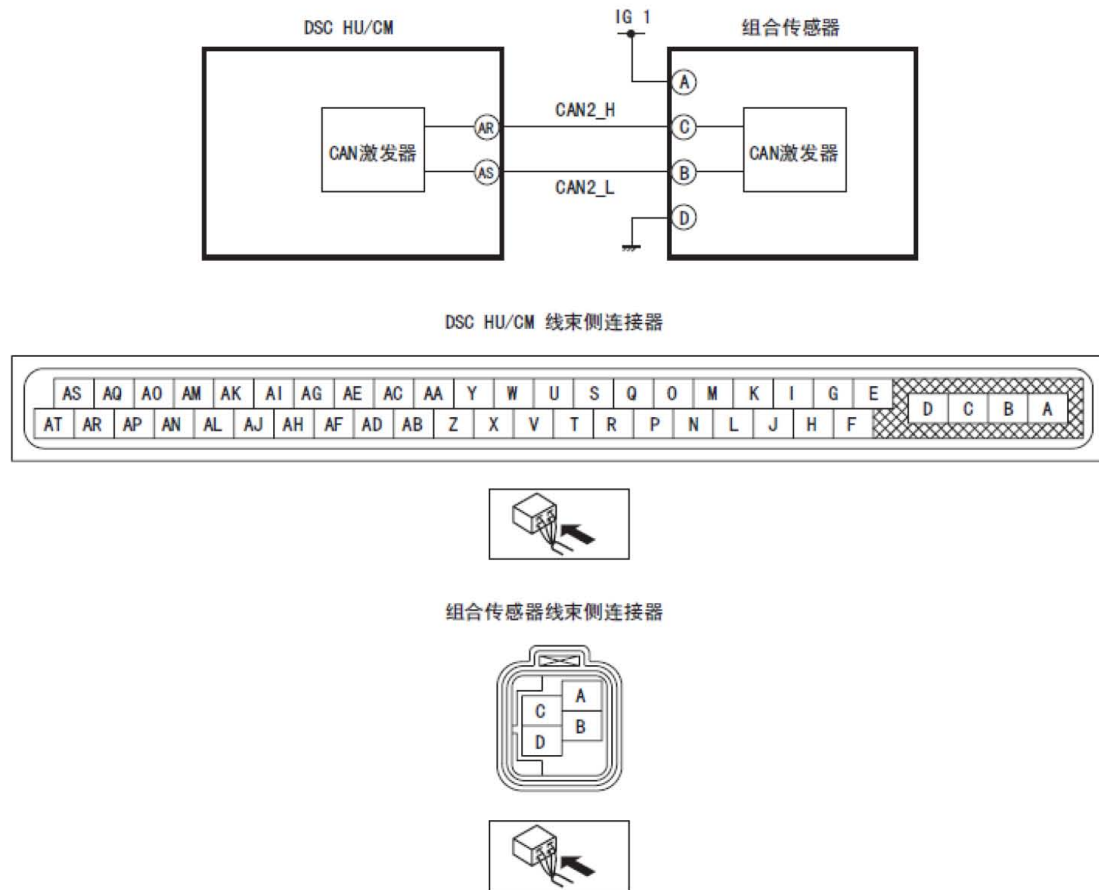 DSC HU/CM
IG 1
组合传感器
A
CAN2_H
AR
C
CAN激发器
CAN激发器
AS
B
CAN2_L
D
DSC HU/CM 线束侧连接器
AS AQ AO AM AK AI AG AE AC AA Y W U S Q O M K I G E
D C B A
AT AR AP AN AL AJ AH AF AD AB Z X V T R P N L J H F
组合传感器线束侧连接器
A
C
B
D